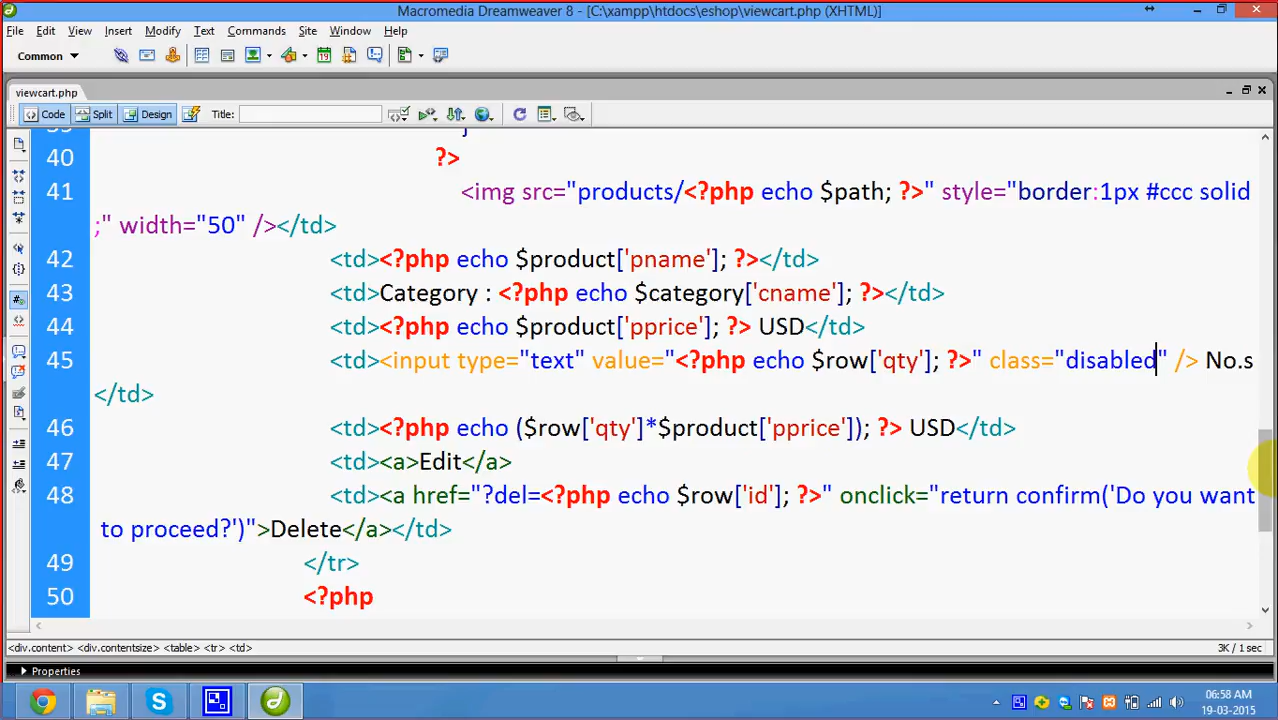 Macromedia Dreamweaver 8 - [C:\xampp\htdocs\eshop\viewcart.php (XHTML)]
File Edit View Insert Modify Text Commands Site Window Help
Common
viewcart.php
Code Split Design Title:
40 ?>
41 <img src="products/<?php echo $path; ?>" style="border:1px #ccc solid
;" width="50" /></td>
42 <td><?php echo $product['pname']; ?></td>
43 <td>Category : <?php echo $category['cname']; ?></td>
44 <td><?php echo $product['pprice']; ?> USD</td>
45 <td><input type="text" value="<?php echo $row['qty']; ?>" class="disabled" /> No.s
</td>
46 <td><?php echo ($row['qty']*$product['pprice']); ?> USD</td>
47 <td><a>Edit</a>
48 <td><a href="?del=<?php echo $row['id']; ?>" onclick="return confirm('Do you want
to proceed?')">Delete</a></td>
49 </tr>
50 <?php
<div.content> <div.contentsize> <table> <tr> <td> 3K / 1 sec
Properties
06:58 AM
19-03-2015